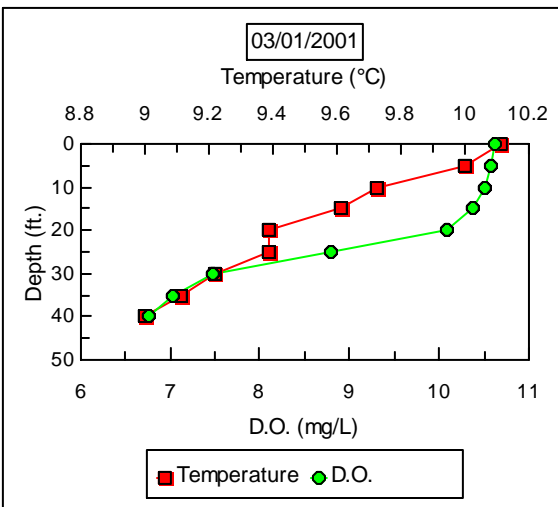 03/01/2001
Temperature (°C)
8.8 9 9.2 9.4 9.6 9.8 10 10.2
0
10
20
30
40
50
Depth (ft.)
6 7 8 9 10 11
D.O. (mg/L)
Temperature D.O.